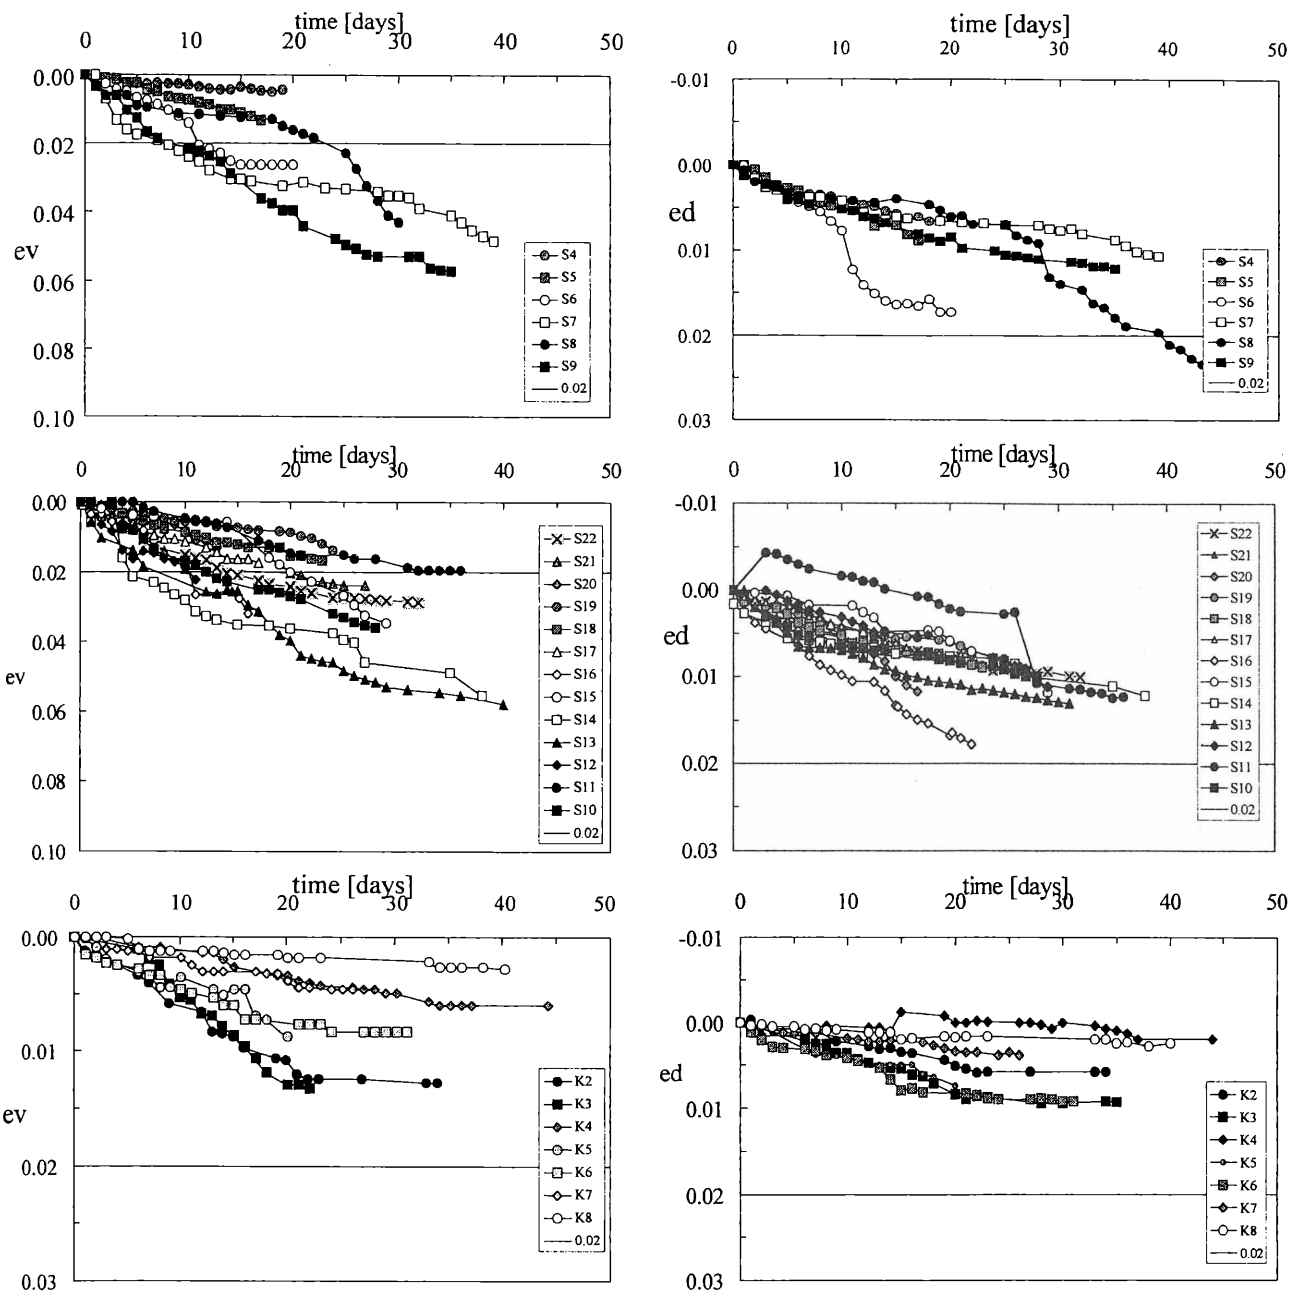 time [days]
0 10 20 30 40 50
0.00
0.02
0.04
ev
0.06
0.08
0.10
S4
S5
S6
S7
S8
S9
0.02
time [days]
0 10 20 30 40 50
-0.01
0.00
ed
0.01
0.02
0.03
S4
S5
S6
S7
S8
S9
0.02
time [days]
0 10 20 30 40 50
0.00
0.02
0.04
ev
0.06
0.08
0.10
S22
S21
S20
S19
S18
S17
S16
S15
S14
S13
S12
S11
S10
0.02
time [days]
0 10 20 30 40 50
-0.01
0.00
ed
0.01
0.02
0.03
S22
S21
S20
S19
S18
S17
S16
S15
S14
S13
S12
S11
S10
0.02
time [days]
0 10 20 30 40 50
0.00
0.01
ev
0.02
0.03
K2
K3
K4
K5
K6
K7
K8
0.02
time [days]
0 10 20 30 40 50
-0.01
0.00
ed
0.01
0.02
0.03
K2
K3
K4
K5
K6
K7
K8
0.02